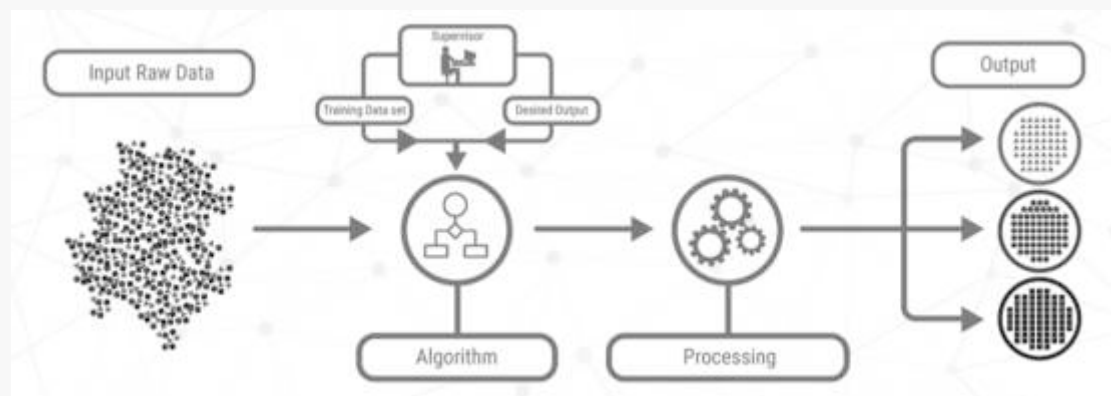 Supervisor
Input Raw Data
Output
Training Data set
Desired Output
Algorithm
Processing